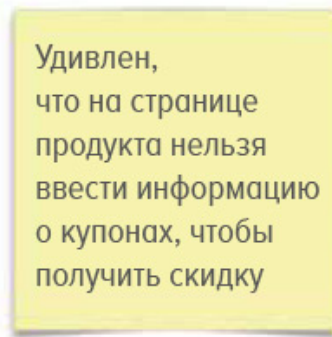 Удивлен,
что на странице
продукта нельзя
ввести информацию
о купонах, чтобы
получить скидку